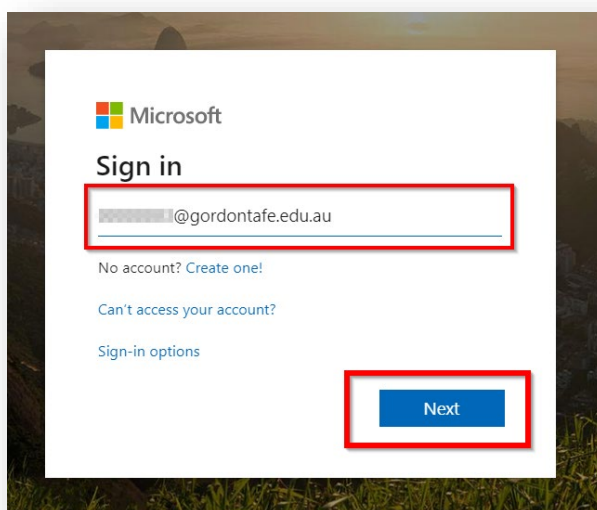 Microsoft
Sign in
@gordontafe.edu.au
No account? Create one!
Can't access your account?
Sign-in options
Next